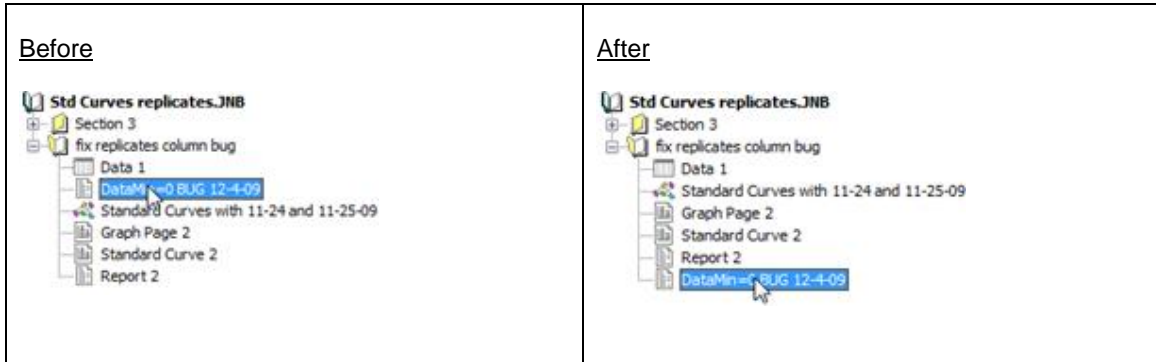 Before
Std Curves replicates.JNB
Section 3
fix replicates column bug
Data 1
DataMin=0 BUG 12-4-09
Standard Curves with 11-24 and 11-25-09
Graph Page 2
Standard Curve 2
Report 2
After
Std Curves replicates.JNB
Section 3
fix replicates column bug
Data 1
Standard Curves with 11-24 and 11-25-09
Graph Page 2
Standard Curve 2
Report 2
DataMin=0 BUG 12-4-09